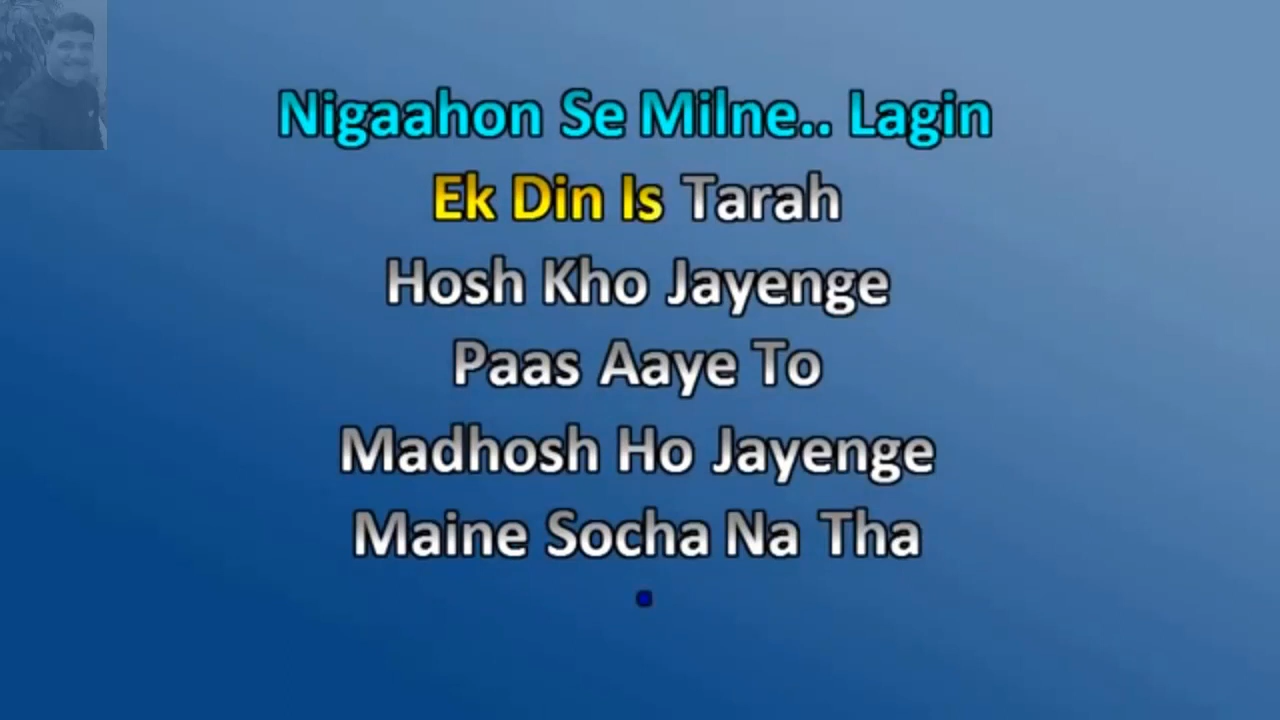 Nigaahon Se Milne.. Lagin
Ek Din Is Tarah
Hosh Kho Jayenge
Paas Aaye To
Madhosh Ho Jayenge
Maine Socha Na Tha